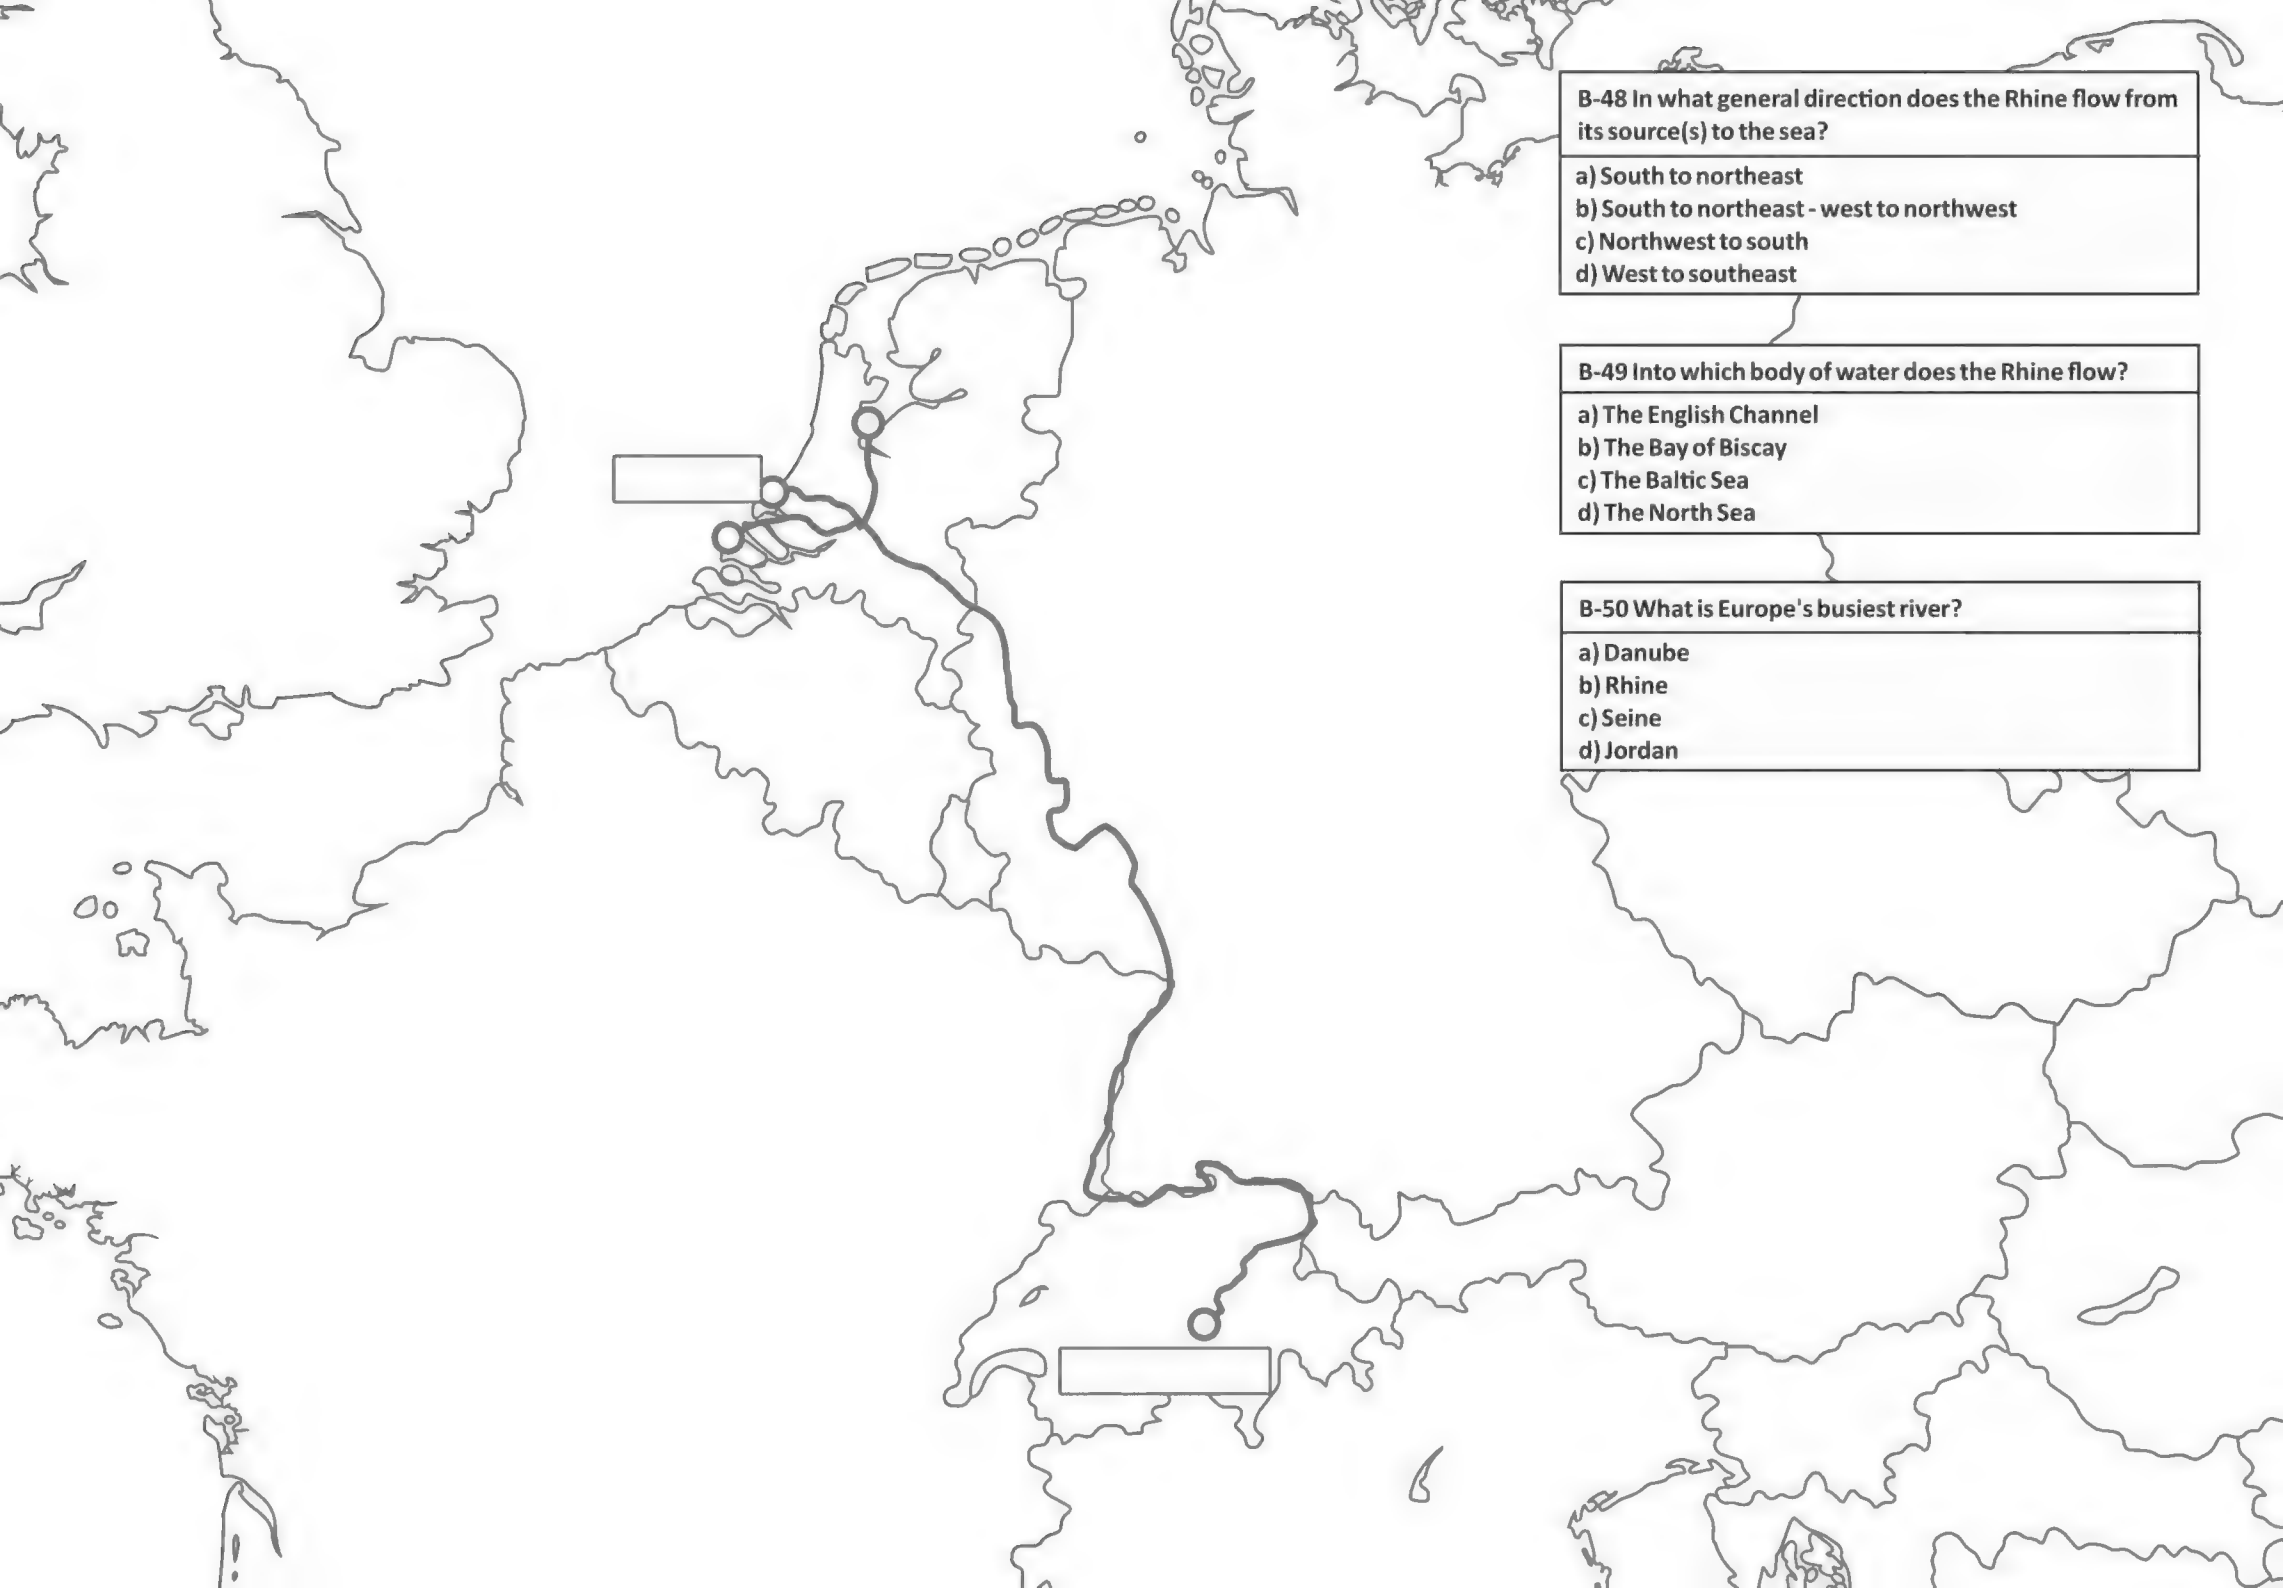 B-48 In what general direction does the Rhine flow from
its source(s) to the sea?
a) South to northeast
b) South to northeast - west to northwest
c) Northwest to south
d) West to southeast
B-49 Into which body of water does the Rhine flow?
a) The English Channel
b) The Bay of Biscay
c) The Baltic Sea
d) The North Sea
B-50 What is Europe's busiest river?
a) Danube
b) Rhine
c) Seine
d) Jordan